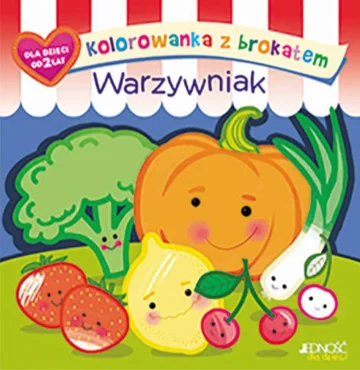 DLA DZIECI
OD 2 LAT
Kolorowanka z brokatem
Warzywniak
JEDNOŚĆ
dla dzieci